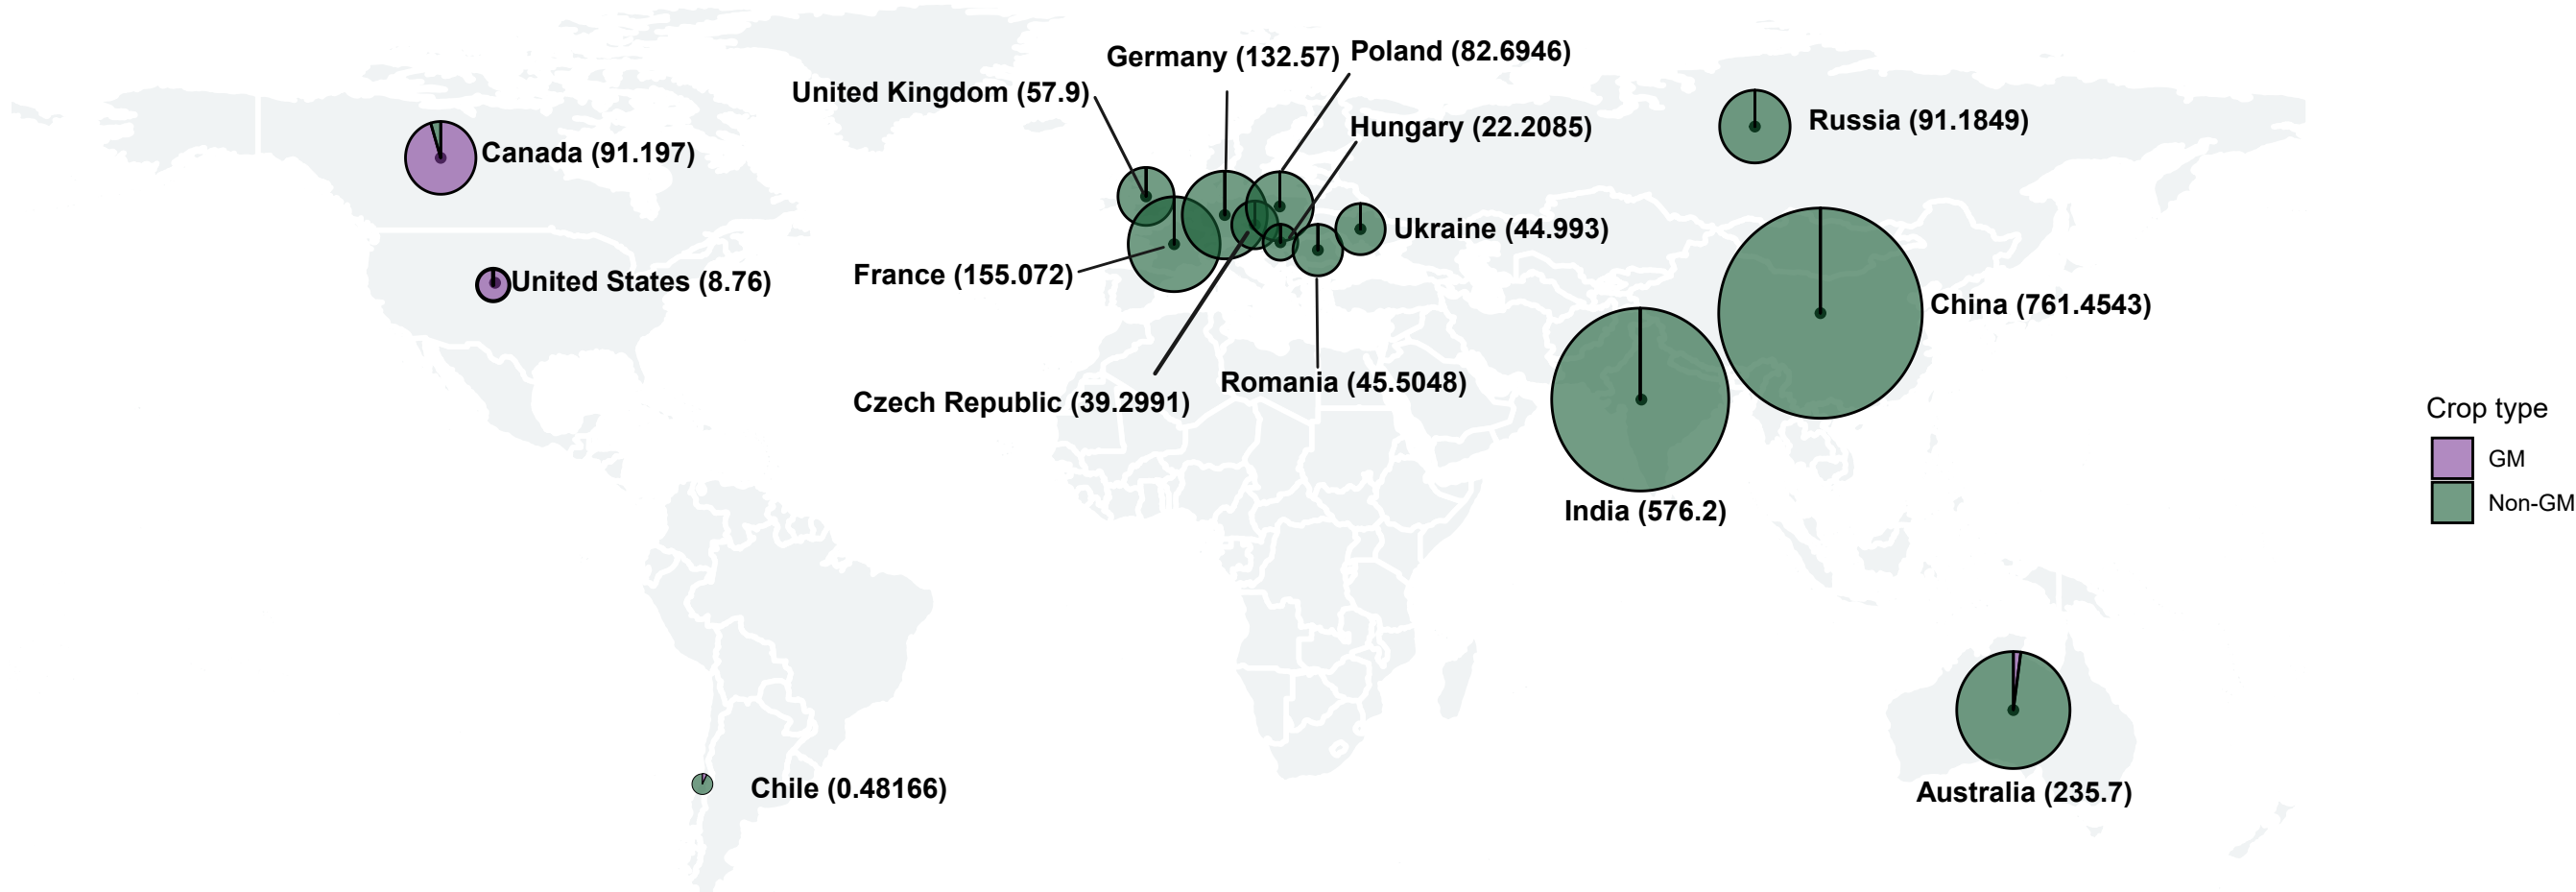 Germany (132.57)
Poland (82.6946)
United Kingdom (57.9)
Hungary (22.2085)
Russia (91.1849)
Canada (91.197)
Ukraine (44.993)
France (155.072)
United States (8.76)
China (761.4543)
Romania (45.5048)
Czech Republic (39.2991)
Crop type
GM
Non-GM
India (576.2)
Chile (0.48166)
Australia (235.7)